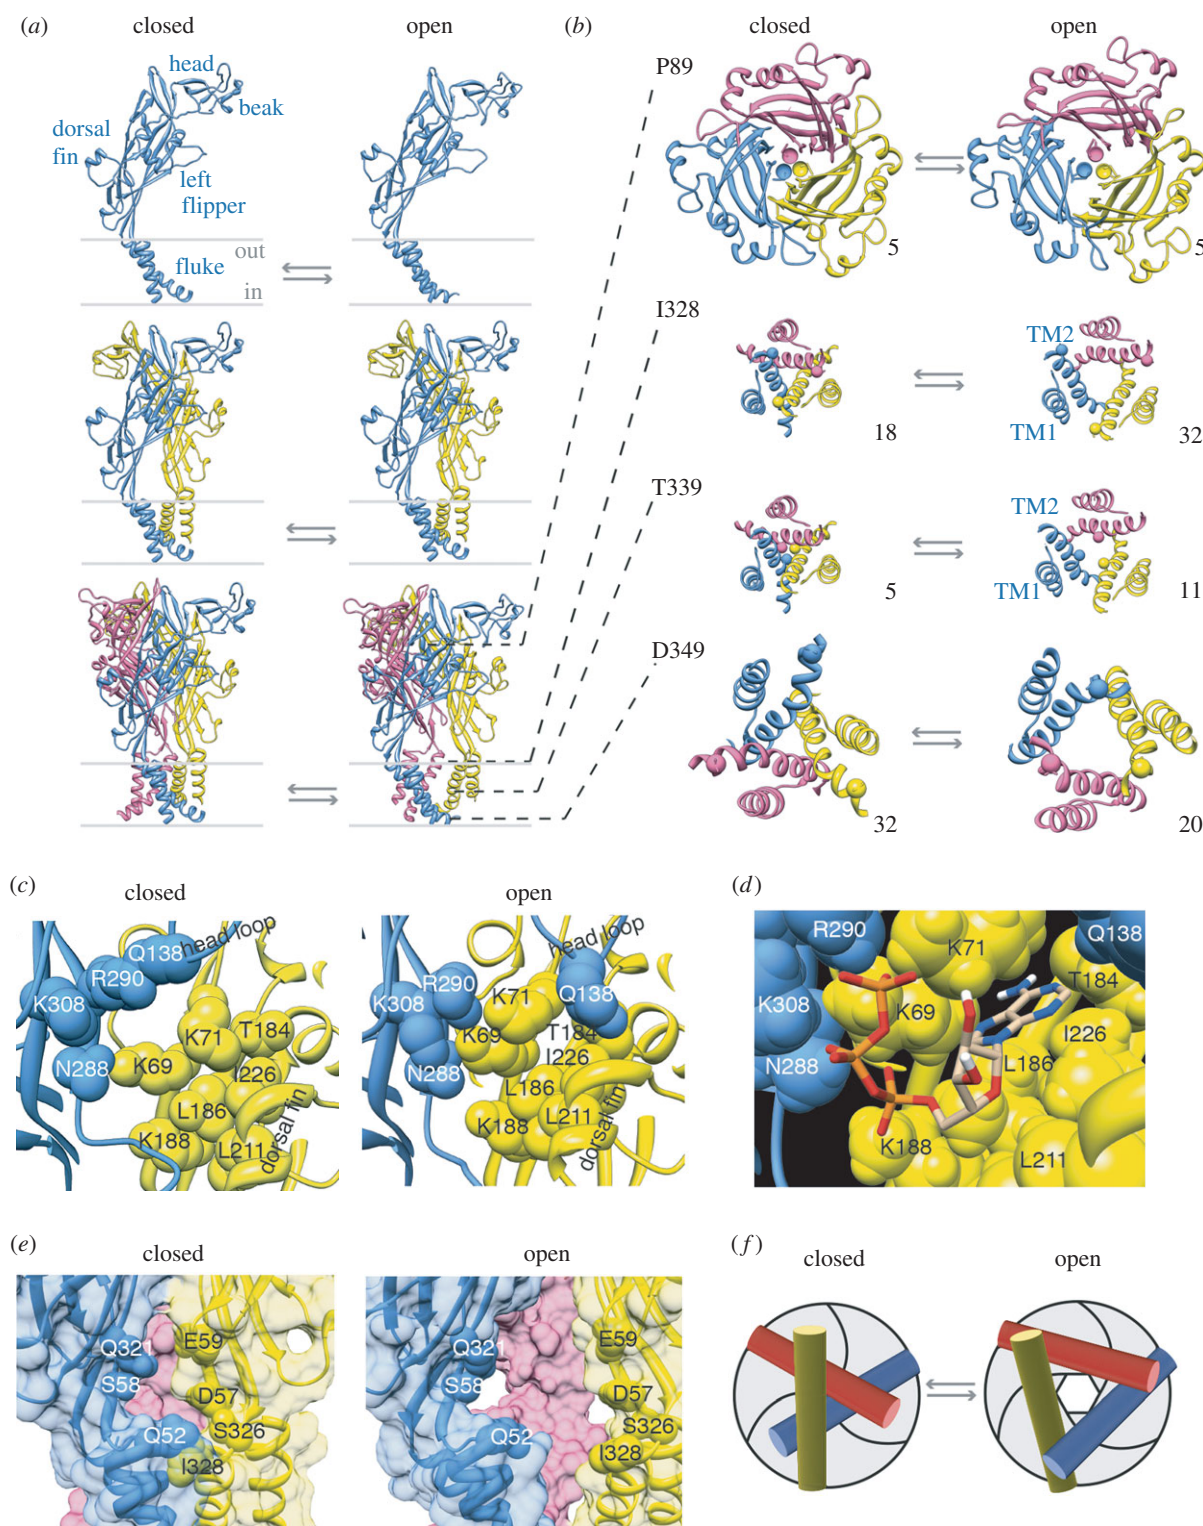 (a)
closed
open
head
beak
dorsal
fin
left
flipper
fluke
out
in
(b)
closed
open
P89
5
5
I328
TM2
TM1
18
32
T339
TM2
TM1
5
11
D349
32
20
(c)
closed
open
Q138
head loop
R290
K308
K71
T184
N288
K69
I226
L186
K188
L211
dorsal fin
head loop
R290
K308
K71
Q138
K69
T184
N288
I226
L186
K188
L211
dorsal fin
(d)
R290
K71
Q138
T184
K308
K69
I226
N288
L186
K188
L211
(e)
closed
open
Q321
E59
S58
D57
Q52
S326
I328
Q321
E59
S58
D57
Q52
S326
I328
(f)
closed
open